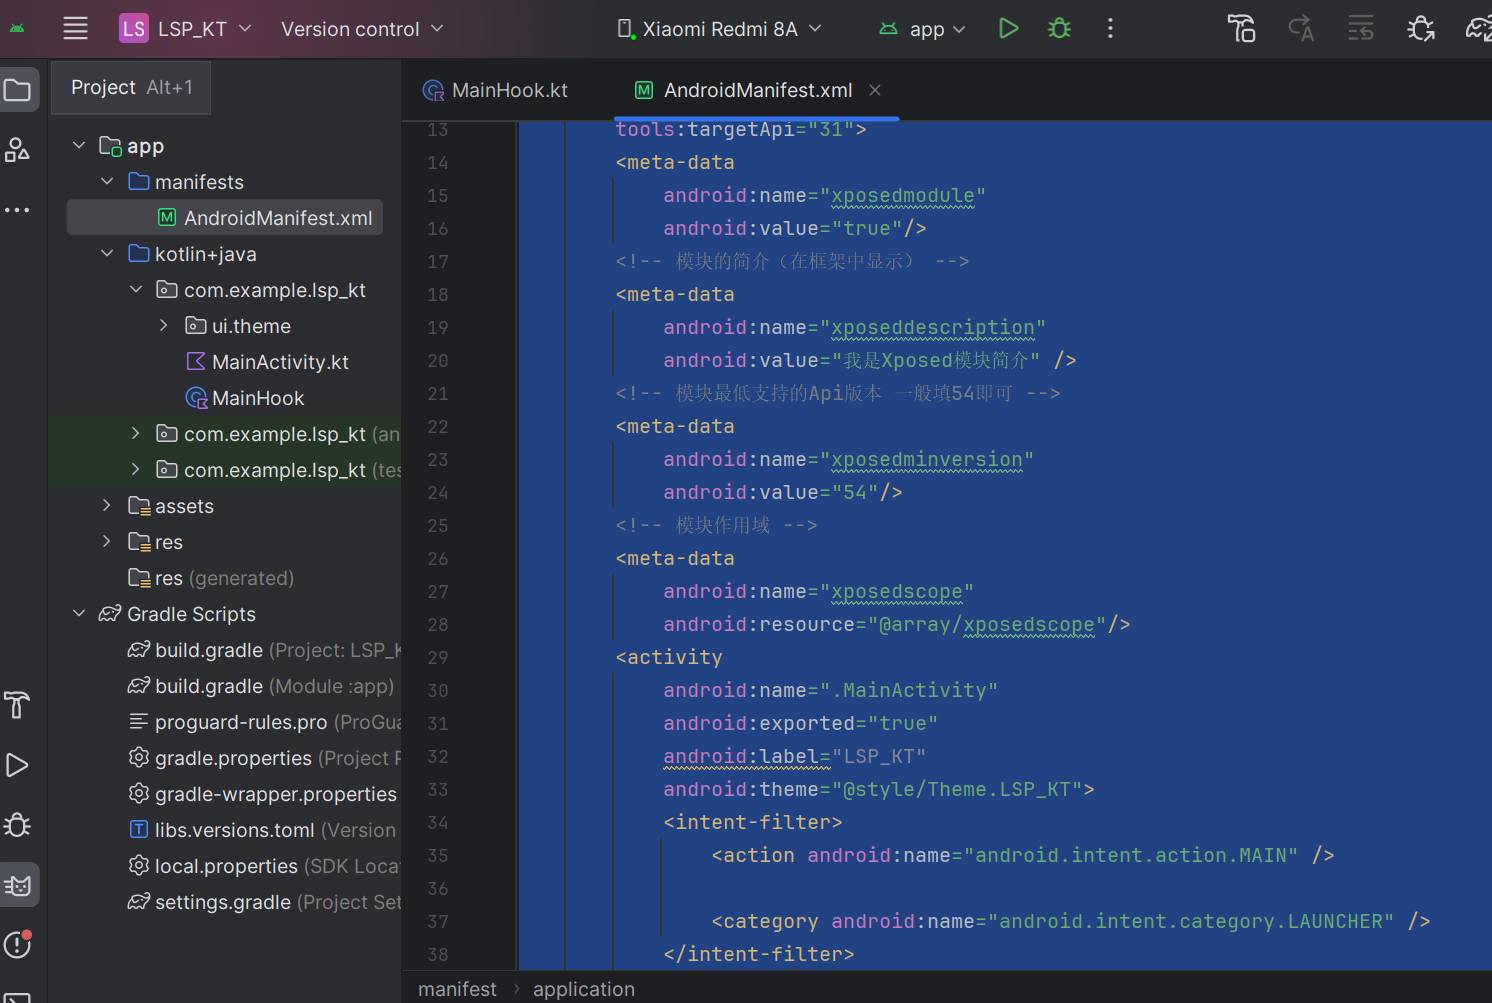 LS LSP_KT Version control Xiaomi Redmi 8A app
Project Alt+1
MainHook.kt AndroidManifest.xml
app
manifests
AndroidManifest.xml
kotlin+java
com.example.lsp_kt
ui.theme
MainActivity.kt
MainHook
com.example.lsp_kt (an
com.example.lsp_kt (tes
assets
res
res (generated)
Gradle Scripts
build.gradle (Project: LSP_K
build.gradle (Module :app)
proguard-rules.pro (ProGua
gradle.properties (Project P
gradle-wrapper.properties
libs.versions.toml (Version
local.properties (SDK Loca
settings.gradle (Project Set
13 tools:targetApi="31">
14 <meta-data
15 android:name="xposedmodule"
16 android:value="true"/>
17 <!-- 模块的简介（在框架中显示） -->
18 <meta-data
19 android:name="xposeddescription"
20 android:value="我是Xposed模块简介" />
21 <!-- 模块最低支持的Api版本 一般填54即可 -->
22 <meta-data
23 android:name="xposedminversion"
24 android:value="54"/>
25 <!-- 模块作用域 -->
26 <meta-data
27 android:name="xposedscope"
28 android:resource="@array/xposedscope"/>
29 <activity
30 android:name=".MainActivity"
31 android:exported="true"
32 android:label="LSP_KT"
33 android:theme="@style/Theme.LSP_KT">
34 <intent-filter>
35 <action android:name="android.intent.action.MAIN" />
36
37 <category android:name="android.intent.category.LAUNCHER" />
38 </intent-filter>
manifest › application